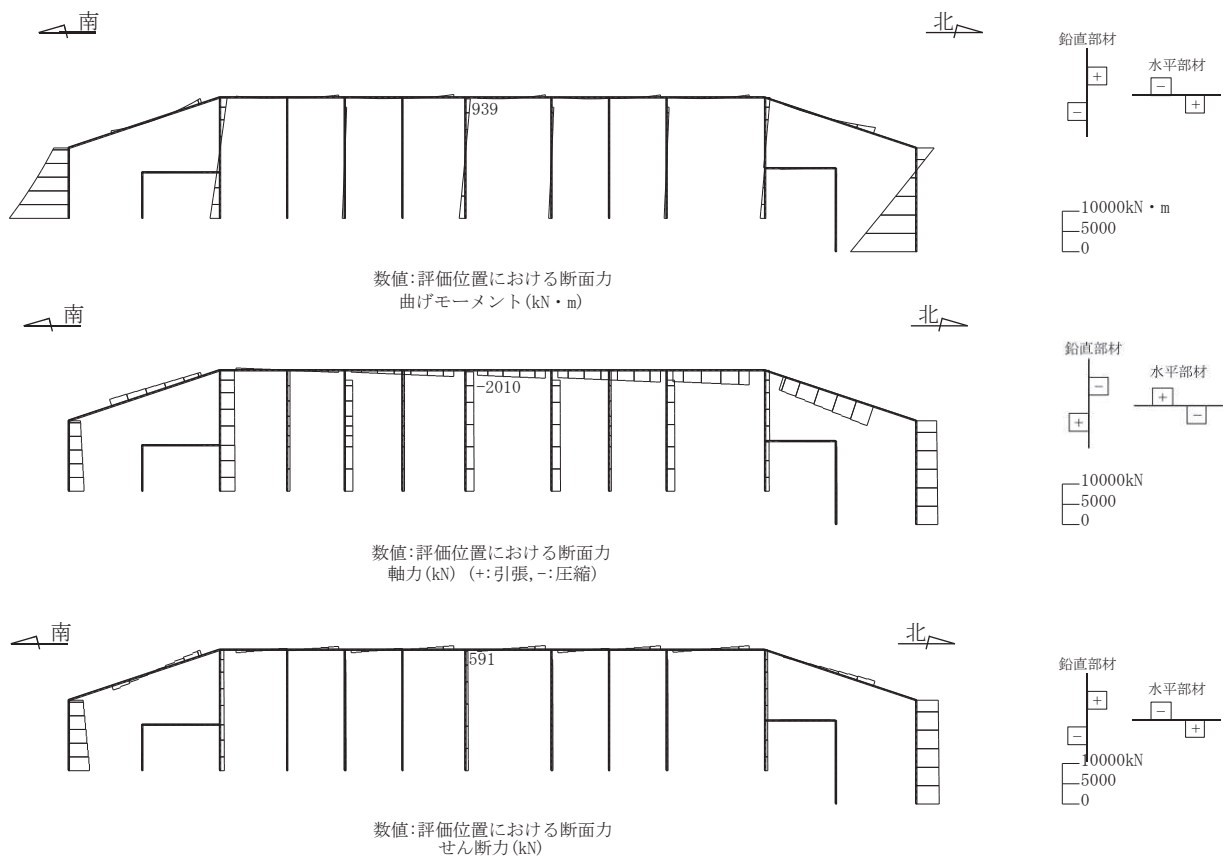 南
北
鉛直部材
+
-
水平部材
-
+
939
10000kN・m
5000
0
数値:評価位置における断面力
曲げモーメント(kN・m)
南
北
鉛直部材
-
+
水平部材
+
-
-2010
10000kN
5000
0
数値:評価位置における断面力
軸力(kN) (+:引張,-:圧縮)
南
北
鉛直部材
+
-
水平部材
-
+
591
10000kN
5000
0
数値:評価位置における断面力
せん断力(kN)